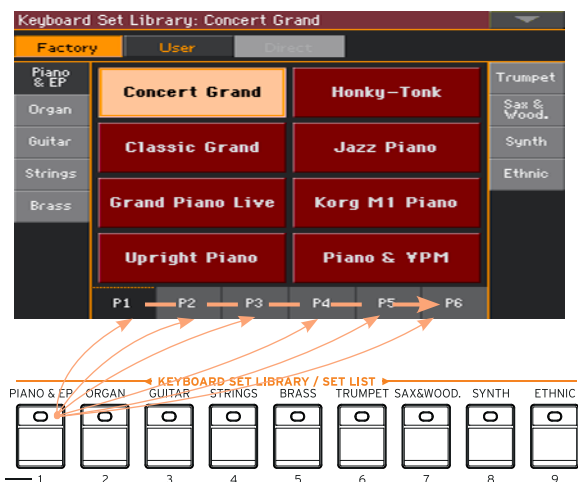 Keyboard Set Library: Concert Grand
Factory User Direct
Piano & EP
Organ
Guitar
Strings
Brass
Concert Grand Honky-Tonk
Classic Grand Jazz Piano
Grand Piano Live Korg M1 Piano
Upright Piano Piano & YPM
Trumpet
Sax & Wood.
Synth
Ethnic
P1 P2 P3 P4 P5 P6
KEYBOARD SET LIBRARY / SET LIST
PIANO & EP ORGAN GUITAR STRINGS BRASS TRUMPET SAX&WOOD. SYNTH ETHNIC
1 2 3 4 5 6 7 8 9